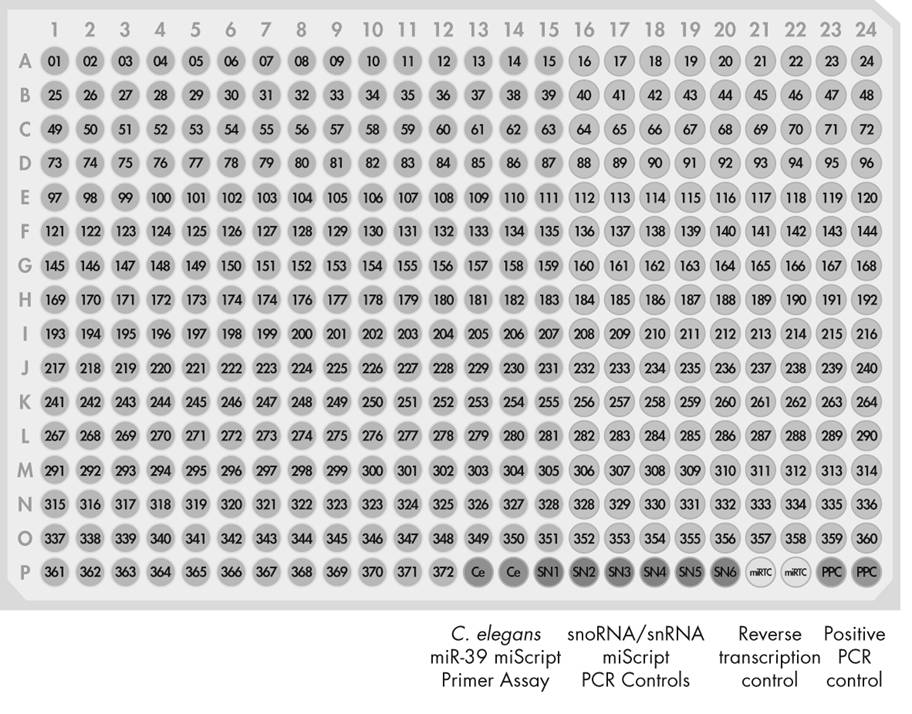 1 2 3 4 5 6 7 8 9 10 11 12 13 14 15 16 17 18 19 20 21 22 23 24
A 01 02 03 04 05 06 07 08 09 10 11 12 13 14 15 16 17 18 19 20 21 22 23 24
B 25 26 27 28 29 30 31 32 33 34 35 36 37 38 39 40 41 42 43 44 45 46 47 48
C 49 50 51 52 53 54 55 56 57 58 59 60 61 62 63 64 65 66 67 68 69 70 71 72
D 73 74 75 76 77 78 79 80 81 82 83 84 85 86 87 88 89 90 91 92 93 94 95 96
E 97 98 99 100 101 102 103 104 105 106 107 108 109 110 111 112 113 114 115 116 117 118 119 120
F 121 122 123 124 125 126 127 128 129 130 131 132 133 134 135 136 137 138 139 140 141 142 143 144
G 145 146 147 148 149 150 151 152 153 154 155 156 157 158 159 160 161 162 163 164 165 166 167 168
H 169 170 171 172 173 174 174 176 177 178 179 180 181 182 183 184 185 186 187 188 189 190 191 192
I 193 194 195 196 197 198 199 200 201 202 203 204 205 206 207 208 209 210 211 212 213 214 215 216
J 217 218 219 220 221 222 223 224 225 226 227 228 229 230 231 232 233 234 235 236 237 238 239 240
K 241 242 243 244 245 246 247 248 249 250 251 252 253 254 255 256 257 258 259 260 261 262 263 264
L 267 268 269 270 271 272 273 274 275 276 277 278 279 280 281 282 283 284 285 286 287 288 289 290
M 291 292 293 294 295 296 297 298 299 300 301 302 303 304 305 306 307 308 309 310 311 312 313 314
N 315 316 317 318 319 320 321 322 323 323 324 325 326 327 328 328 329 330 331 332 333 334 335 336
O 337 338 339 340 341 342 343 344 345 346 347 348 349 350 351 352 353 354 355 356 357 358 359 360
P 361 362 363 364 365 366 367 368 369 370 371 372 Ce Ce SN1 SN2 SN3 SN4 SN5 SN6 miRTC miRTC PPC PPC
C. elegans
miR-39 miScript
Primer Assay
snoRNA/snRNA
miScript
PCR Controls
Reverse
transcription
control
Positive
PCR
control